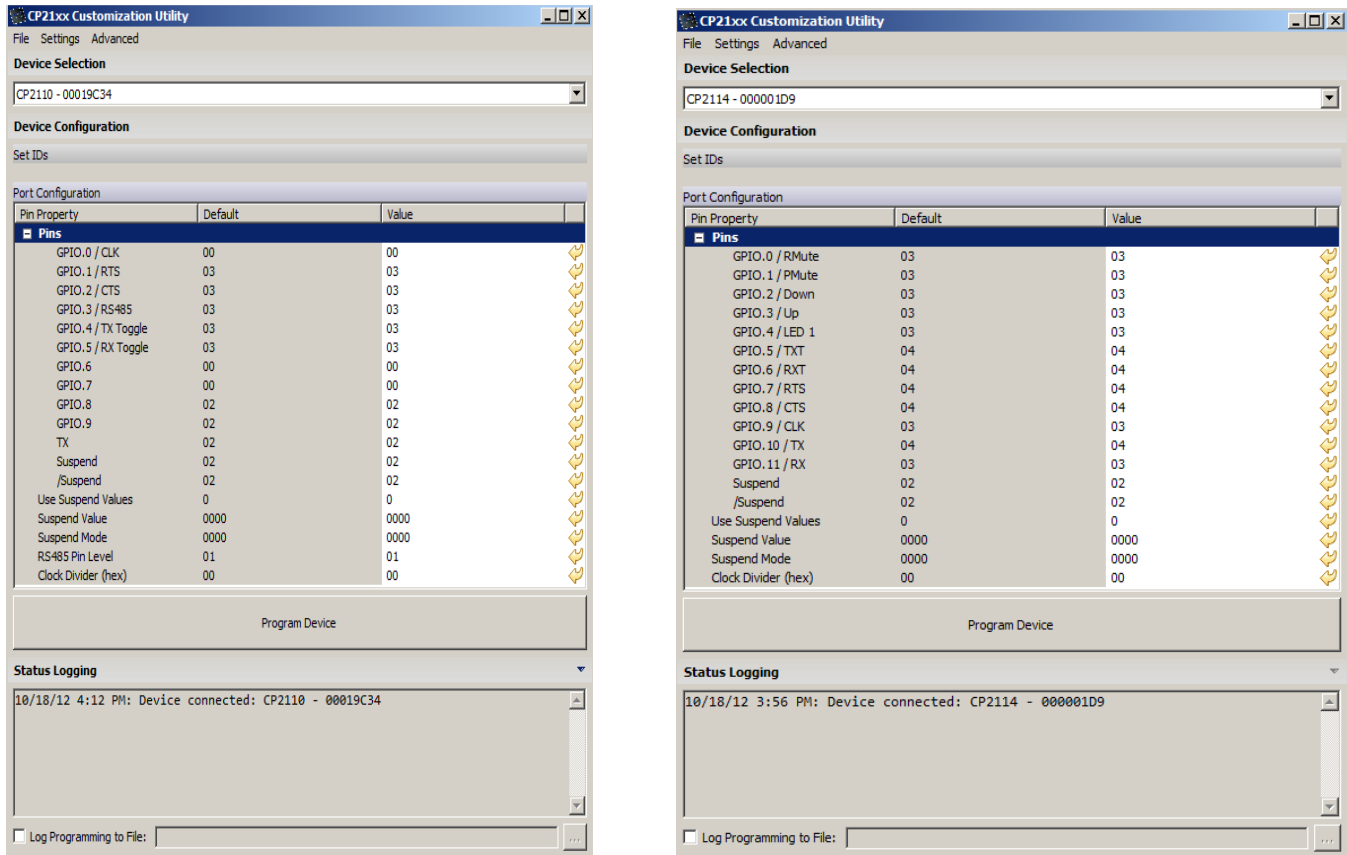 CP21xx Customization Utility
File Settings Advanced
Device Selection
CP2110 - 00019C34
Device Configuration
Set IDs
Port Configuration
Pin Property Default Value
Pins
GPIO.0 / CLK 00 00
GPIO.1 / RTS 03 03
GPIO.2 / CTS 03 03
GPIO.3 / RS485 03 03
GPIO.4 / TX Toggle 03 03
GPIO.5 / RX Toggle 03 03
GPIO.6 00 00
GPIO.7 00 00
GPIO.8 02 02
GPIO.9 02 02
TX 02 02
Suspend 02 02
/Suspend 02 02
Use Suspend Values 0 0
Suspend Value 0000 0000
Suspend Mode 0000 0000
RS485 Pin Level 01 01
Clock Divider (hex) 00 00
Program Device
Status Logging
10/18/12 4:12 PM: Device connected: CP2110 - 00019C34
Log Programming to File:
...
CP21xx Customization Utility
File Settings Advanced
Device Selection
CP2114 - 000001D9
Device Configuration
Set IDs
Port Configuration
Pin Property Default Value
Pins
GPIO.0 / RMute 03 03
GPIO.1 / PMute 03 03
GPIO.2 / Down 03 03
GPIO.3 / Up 03 03
GPIO.4 / LED 1 03 03
GPIO.5 / TXT 04 04
GPIO.6 / RXT 04 04
GPIO.7 / RTS 04 04
GPIO.8 / CTS 04 04
GPIO.9 / CLK 03 03
GPIO.10 / TX 04 04
GPIO.11 / RX 03 03
Suspend 02 02
/Suspend 02 02
Use Suspend Values 0 0
Suspend Value 0000 0000
Suspend Mode 0000 0000
Clock Divider (hex) 00 00
Program Device
Status Logging
10/18/12 3:56 PM: Device connected: CP2114 - 000001D9
Log Programming to File:
...